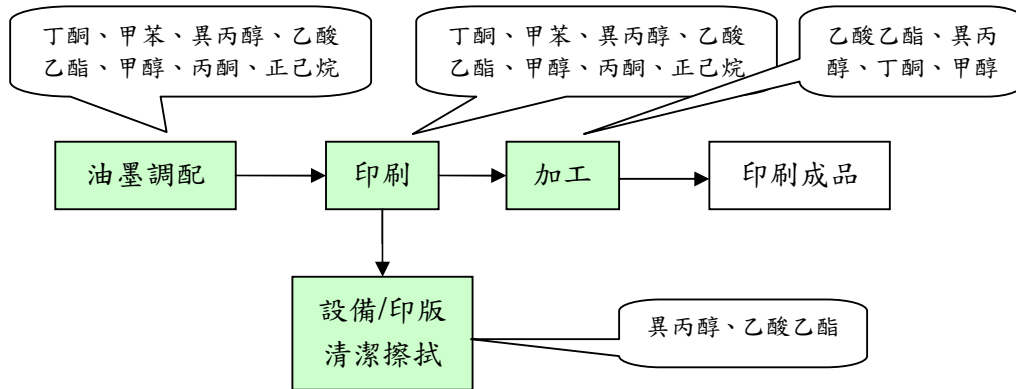 丁酮、甲苯、異丙醇、乙酸
乙酯、甲醇、丙酮、正己烷
丁酮、甲苯、異丙醇、乙酸
乙酯、甲醇、丙酮、正己烷
乙酸乙酯、異丙
醇、丁酮、甲醇
油墨調配
印刷
加工
印刷成品
設備/印版
清潔擦拭
異丙醇、乙酸乙酯